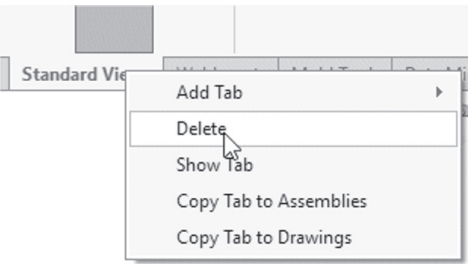 Standard Vie
Add Tab
Delete
Show Tab
Copy Tab to Assemblies
Copy Tab to Drawings